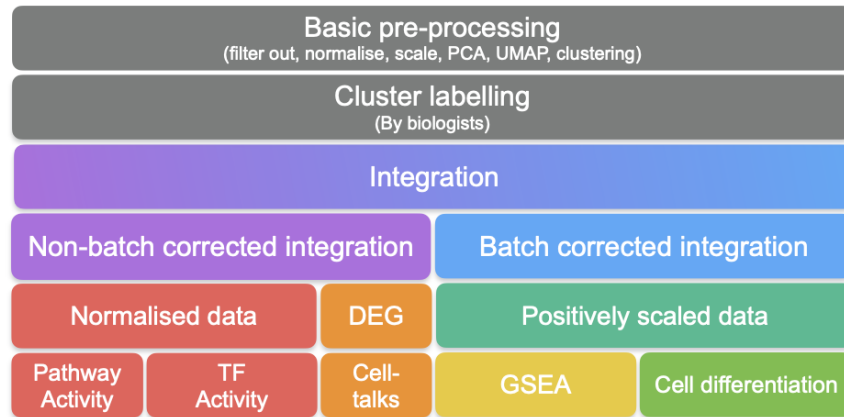 Basic pre-processing
(filter out, normalise, scale, PCA, UMAP, clustering)
Cluster labelling
(By biologists)
Integration
Non-batch corrected integration
Batch corrected integration
Normalised data
DEG
Positively scaled data
Pathway
Activity
TF
Activity
Cell-
talks
GSEA
Cell differentiation